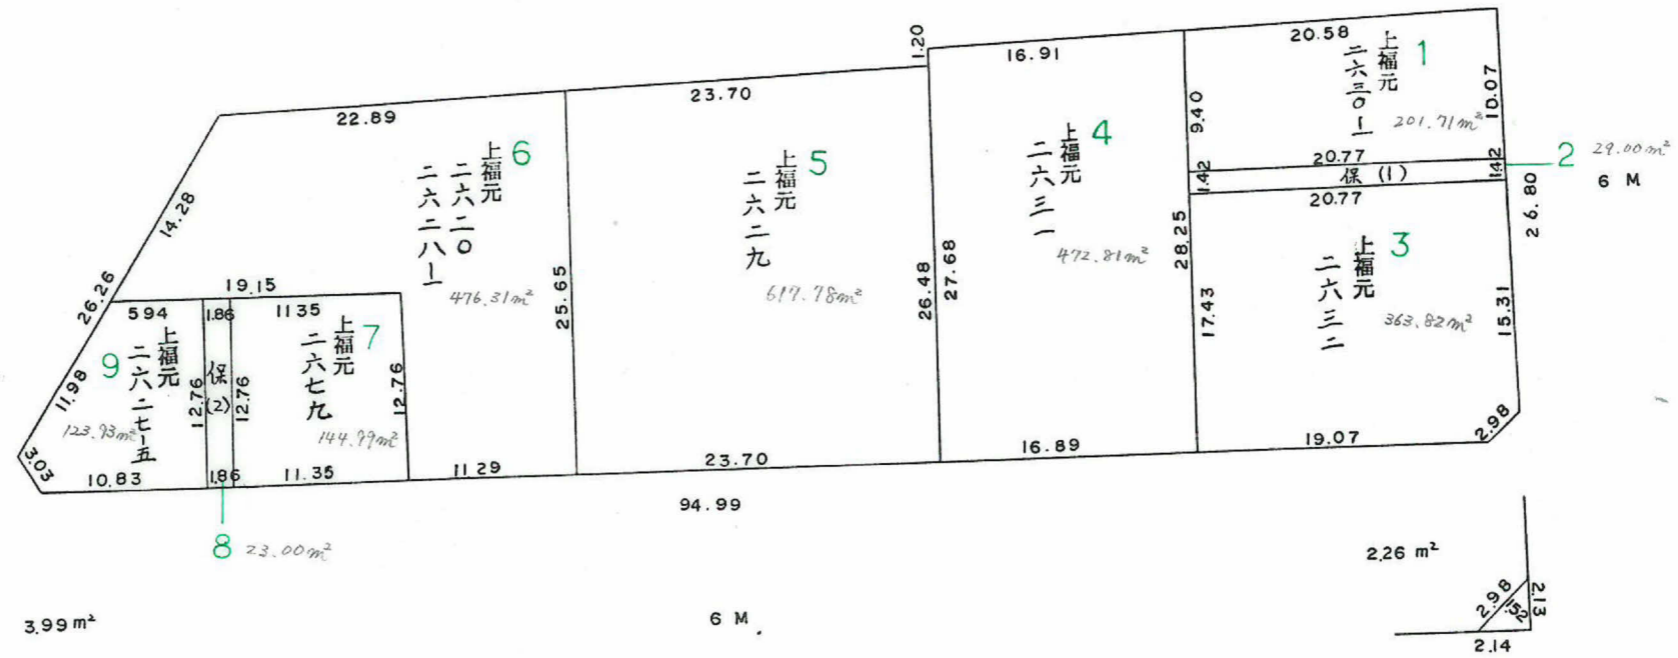 1.20
16.91
20.58
上福元
二六三〇-1
1
201.71m²
10.07
9.40
20.77
保 (1)
1.42
1.42
20.77
2
29.00m²
6 M
26.80
上福元
二六三二
3
363.82m²
15.31
17.43
28.25
19.07
2.98
上福元
二六三一
4
472.81m²
27.68
16.89
23.70
上福元
二六二九
5
617.78m²
26.48
25.65
23.70
22.89
上福元
二六二〇
二六二八-1
6
476.31m²
14.28
26.26
19.15
11.29
上福元
二六七九
7
144.99m²
11.35
12.76
12.76
11.35
1.86
保
(2)
12.76
1.86
8
23.00m²
5.94
上福元
二六二七-五
9
123.93m²
11.98
3.03
10.83
94.99
6 M
3.99 m²
2.26 m²
2.98
1.52
2.13
2.14